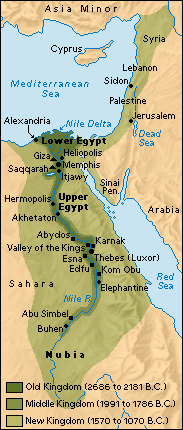 Asia Minor
Syria
Cyprus
Lebanon
Mediterranean
Sea
Sidon
Palestine
Nile Delta
Jerusalem
Alexandria
Dead
Sea
Lower Egypt
Heliopolis
Giza
Memphis
Saqqarah
Itjawy
Sinai
Pen.
Hermopolis
Upper
Egypt
Arabia
Akhetaton
Abydos
Karnak
Valley of the Kings
Thebes (Luxor)
Esna
Edfu
Kom Obu
Red
Sea
Sahara
Elephantine
Nile R.
Abu Simbel
Buhen
Nubia
Old Kingdom (2686 to 2181 B.C.)
Middle Kingdom (1991 to 1786 B.C.)
New Kingdom (1570 to 1070 B.C.)